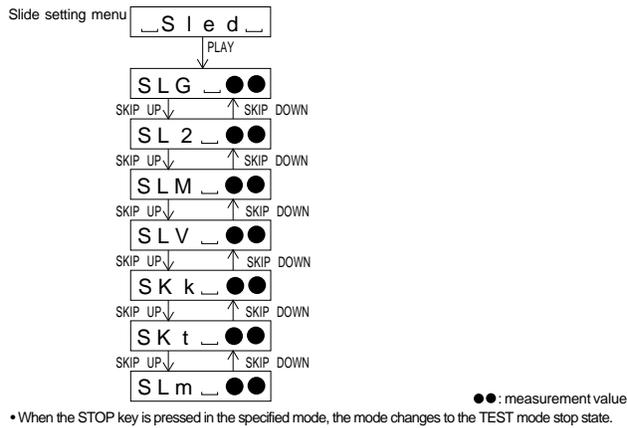 Slide setting menu ⎵Sled⎵
PLAY
SLG⎵●●
SKIP UP SKIP DOWN
SL2⎵●●
SKIP UP SKIP DOWN
SLM⎵●●
SKIP UP SKIP DOWN
SLV⎵●●
SKIP UP SKIP DOWN
SKk⎵●●
SKIP UP SKIP DOWN
SKt⎵●●
SKIP UP SKIP DOWN
SLm⎵●●
●●: measurement value
• When the STOP key is pressed in the specified mode, the mode changes to the TEST mode stop state.